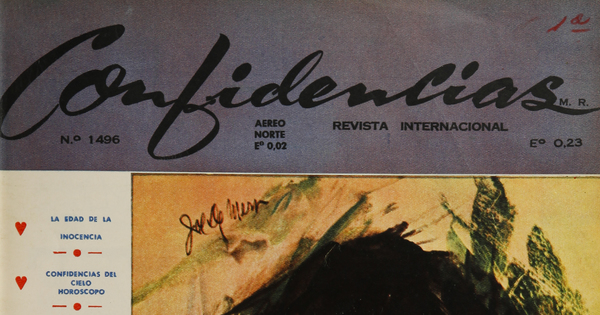 1a
Confidencias M. R.
N.º 1496
AEREO
NORTE
Eº 0,02
REVISTA INTERNACIONAL
Eº 0,23
LA EDAD DE LA
INOCENCIA
CONFIDENCIAS DEL
CIELO
HOROSCOPO